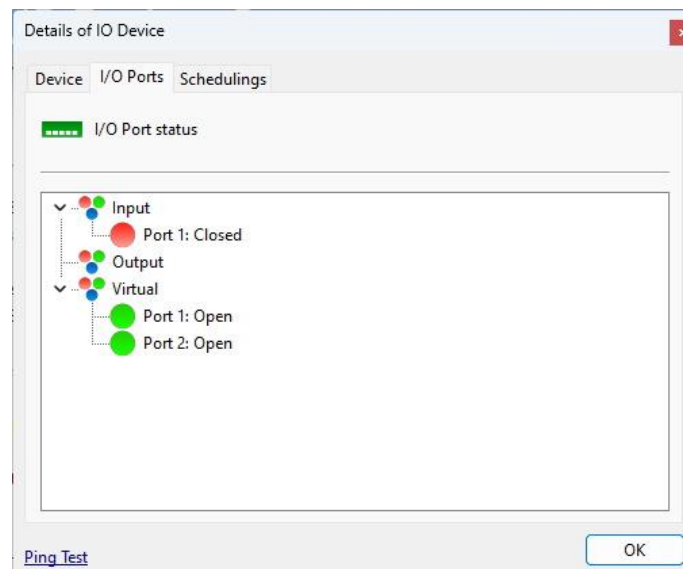 Details of IO Device
Device I/O Ports Schedulings
I/O Port status
Input
Port 1: Closed
Output
Virtual
Port 1: Open
Port 2: Open
Ping Test
OK